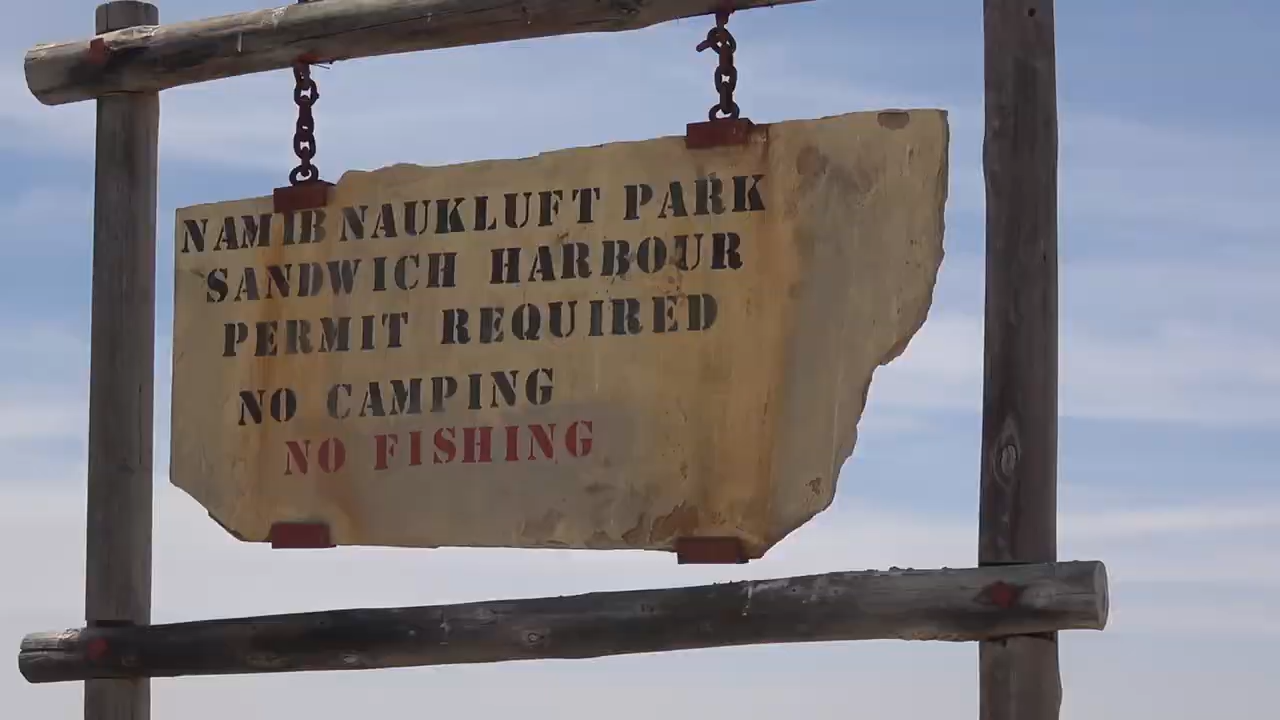 NAMIB NAUKLUFT PARK
SANDWICH HARBOUR
PERMIT REQUIRED
NO CAMPING
NO FISHING